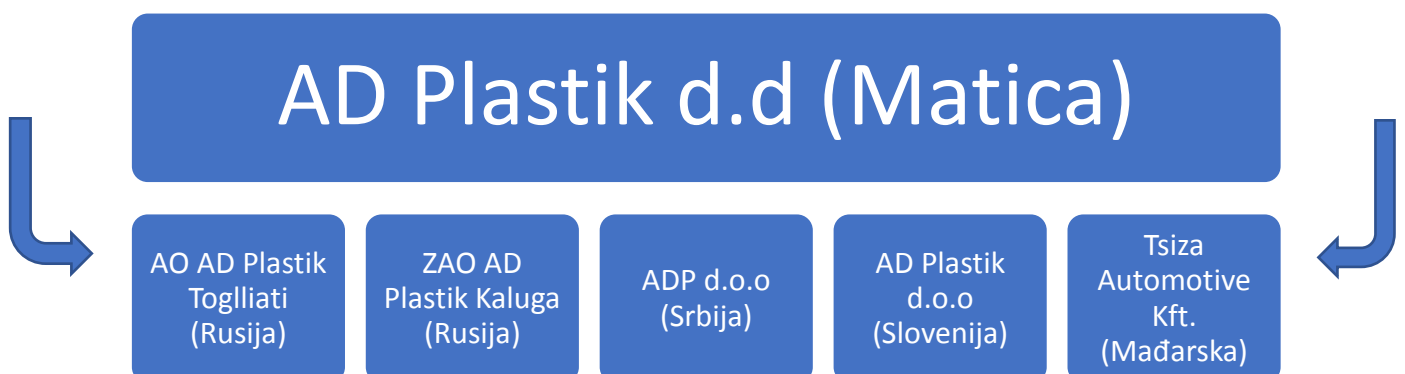 AD Plastik d.d (Matica)
AO AD Plastik
Toglliati
(Rusija)
ZAO AD
Plastik Kaluga
(Rusija)
ADP d.o.o
(Srbija)
AD Plastik
d.o.o
(Slovenija)
Tsiza
Automotive
Kft.
(Mađarska)